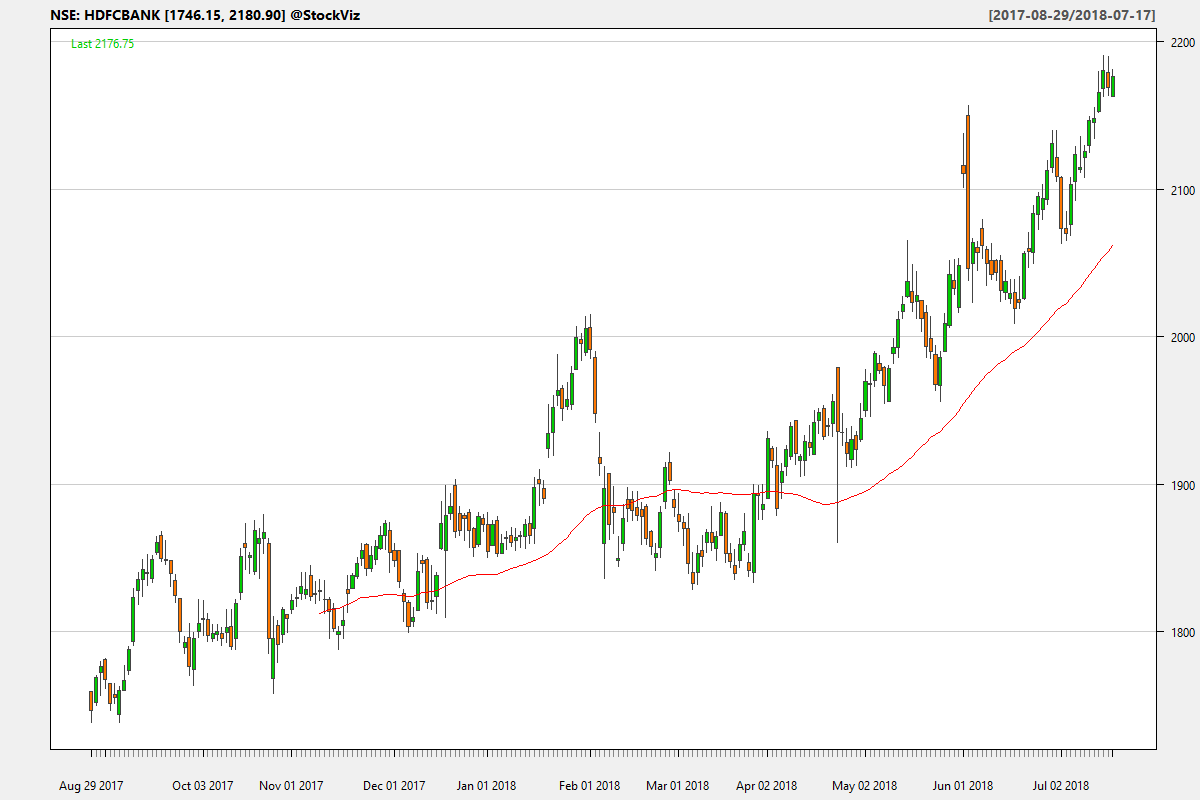 NSE: HDFCBANK [1746.15, 2180.90] @StockViz
[2017-08-29/2018-07-17]
Last 2176.75
2200
2100
2000
1900
1800
Aug 29 2017 Oct 03 2017 Nov 01 2017 Dec 01 2017 Jan 01 2018 Feb 01 2018 Mar 01 2018 Apr 02 2018 May 02 2018 Jun 01 2018 Jul 02 2018